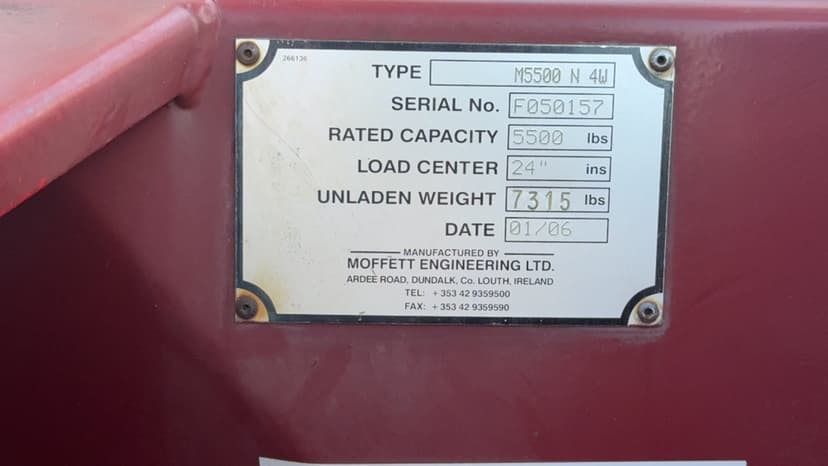 266136
TYPE M5500 N 4W
SERIAL No. F050157
RATED CAPACITY 5500 lbs
LOAD CENTER 24" ins
UNLADEN WEIGHT 7315 lbs
DATE 01/06
MANUFACTURED BY
MOFFETT ENGINEERING LTD.
ARDEE ROAD, DUNDALK, Co. LOUTH, IRELAND
TEL: +353 42 9359500
FAX: +353 42 9359590